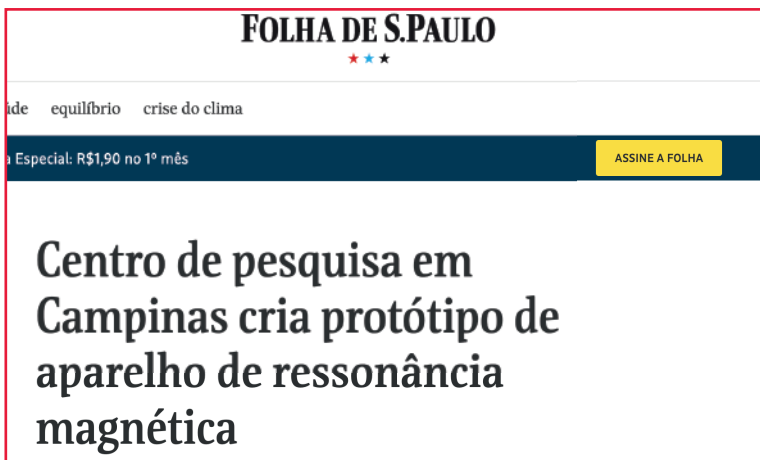 FOLHA DE S.PAULO
equilíbrio crise do clima
Especial: R$1,90 no 1º mês
ASSINE A FOLHA
Centro de pesquisa em
Campinas cria protótipo de
aparelho de ressonância
magnética